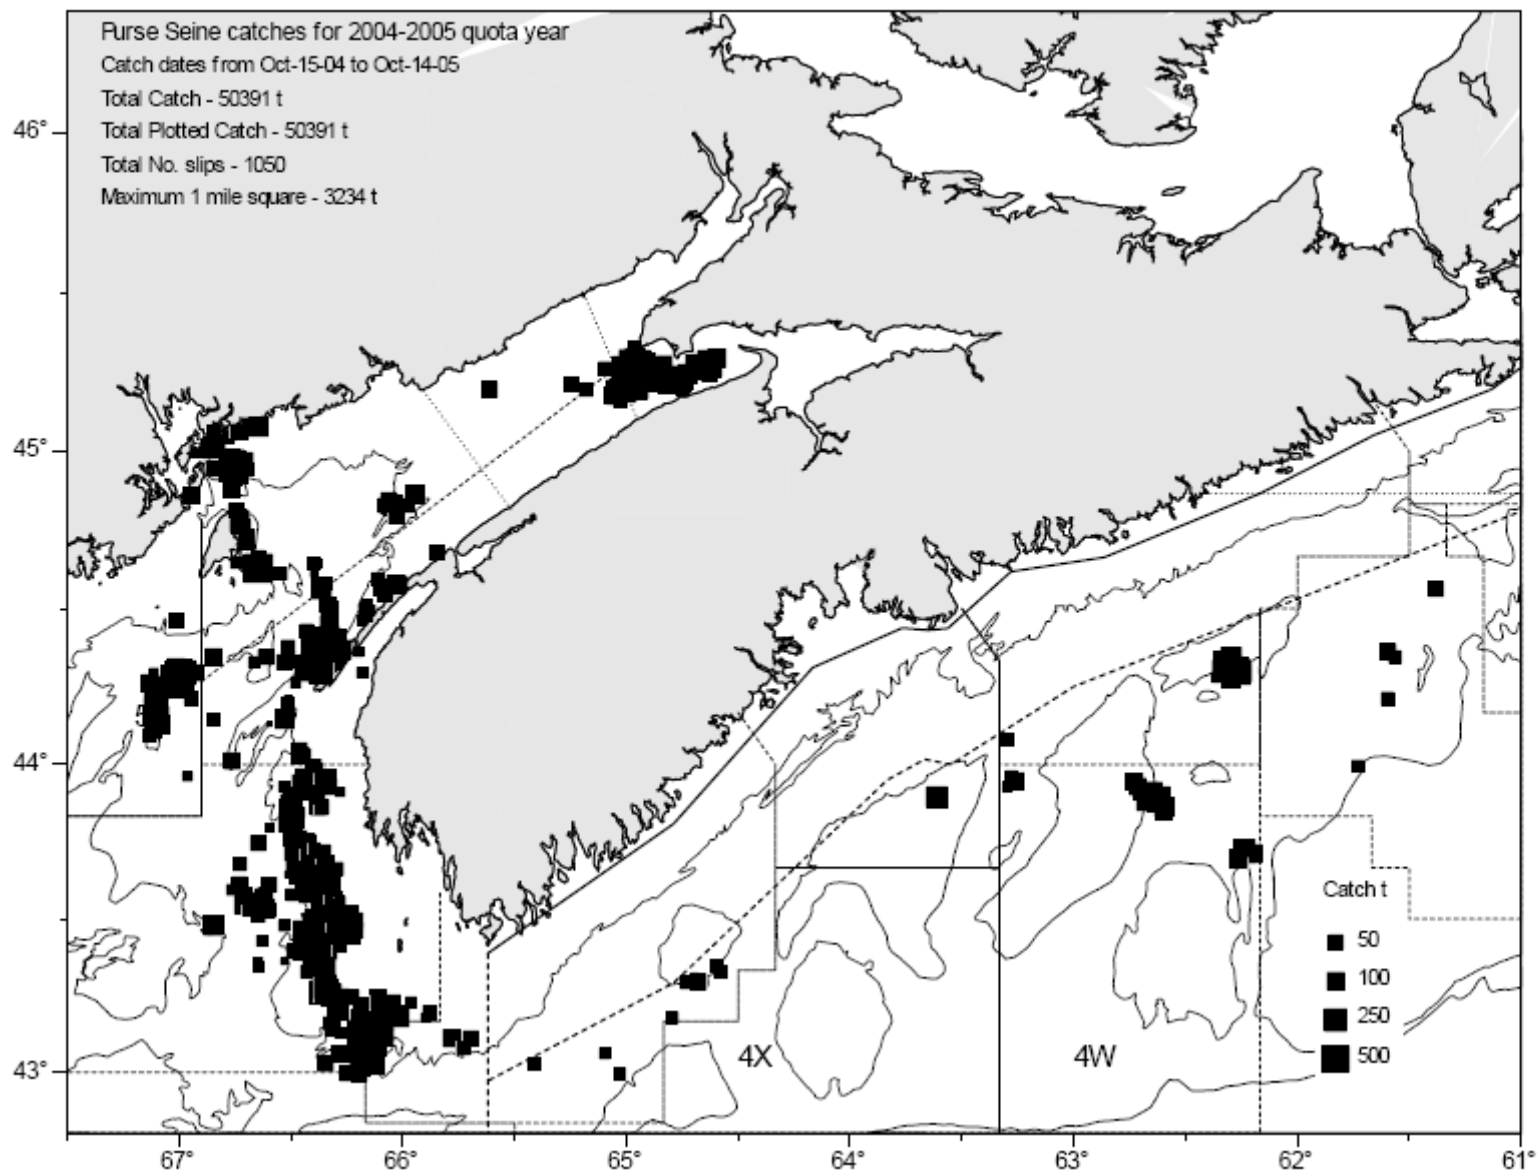 Purse Seine catches for 2004-2005 quota year
Catch dates from Oct-15-04 to Oct-14-05
Total Catch - 50391 t
Total Plotted Catch - 50391 t
Total No. slips - 1050
Maximum 1 mile square - 3234 t
46°
45°
44°
43°
Catch t
50
100
250
500
4X
4W
67°
66°
65°
64°
63°
62°
61°